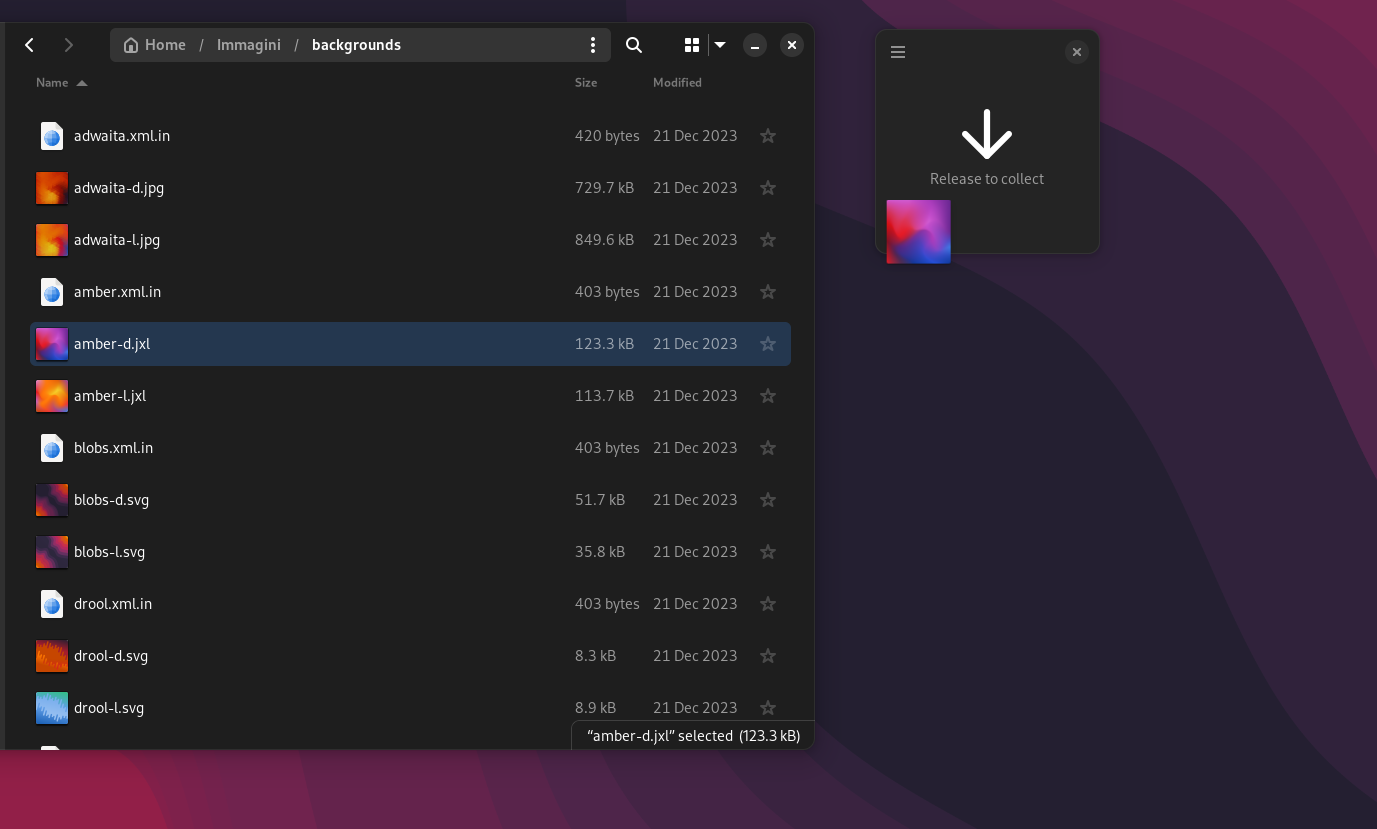 Home / Immagini / backgrounds
Name Size Modified
adwaita.xml.in 420 bytes 21 Dec 2023
adwaita-d.jpg 729.7 kB 21 Dec 2023
adwaita-l.jpg 849.6 kB 21 Dec 2023
amber.xml.in 403 bytes 21 Dec 2023
amber-d.jxl 123.3 kB 21 Dec 2023
amber-l.jxl 113.7 kB 21 Dec 2023
blobs.xml.in 403 bytes 21 Dec 2023
blobs-d.svg 51.7 kB 21 Dec 2023
blobs-l.svg 35.8 kB 21 Dec 2023
drool.xml.in 403 bytes 21 Dec 2023
drool-d.svg 8.3 kB 21 Dec 2023
drool-l.svg 8.9 kB 21 Dec 2023
“amber-d.jxl” selected (123.3 kB)
Release to collect